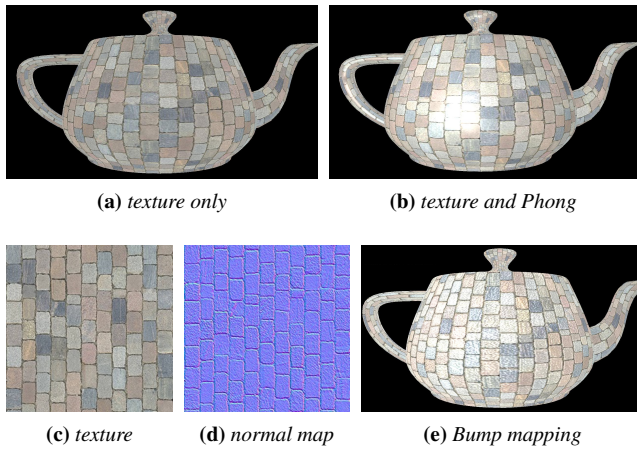 (a) texture only
(b) texture and Phong
(c) texture
(d) normal map
(e) Bump mapping